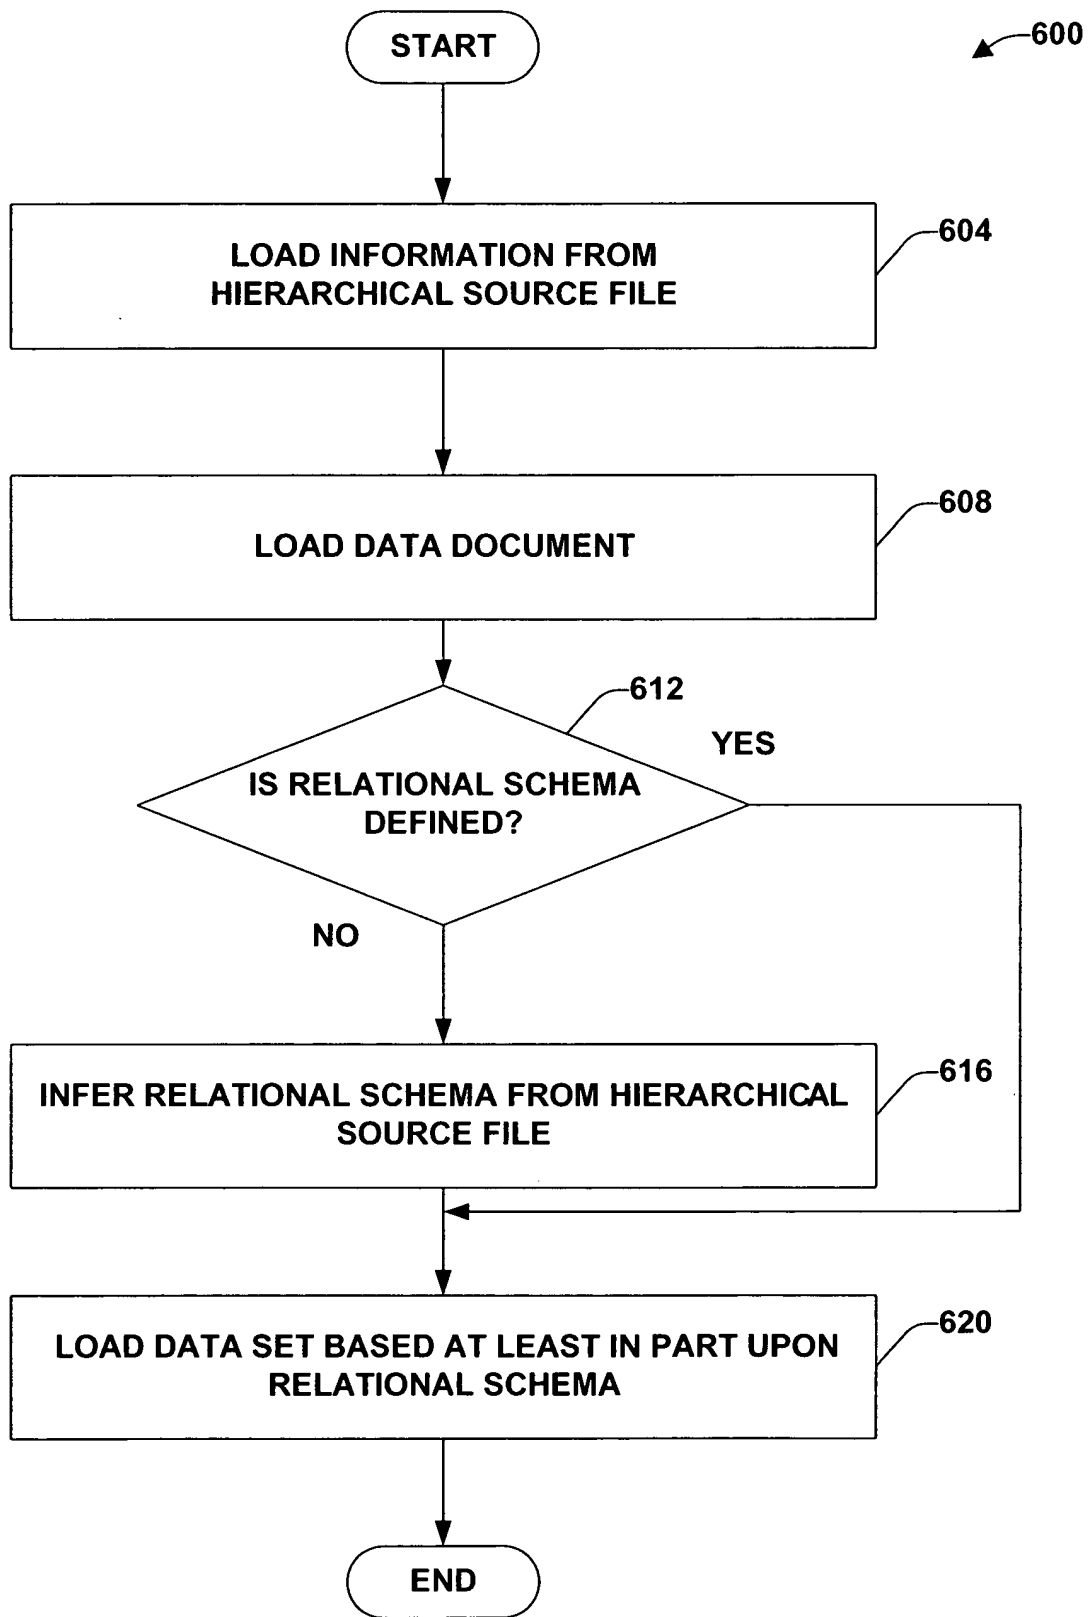 START
600
LOAD INFORMATION FROM
HIERARCHICAL SOURCE FILE
604
LOAD DATA DOCUMENT
608
612
YES
IS RELATIONAL SCHEMA
DEFINED?
NO
INFER RELATIONAL SCHEMA FROM HIERARCHICAL
SOURCE FILE
616
LOAD DATA SET BASED AT LEAST IN PART UPON
RELATIONAL SCHEMA
620
END